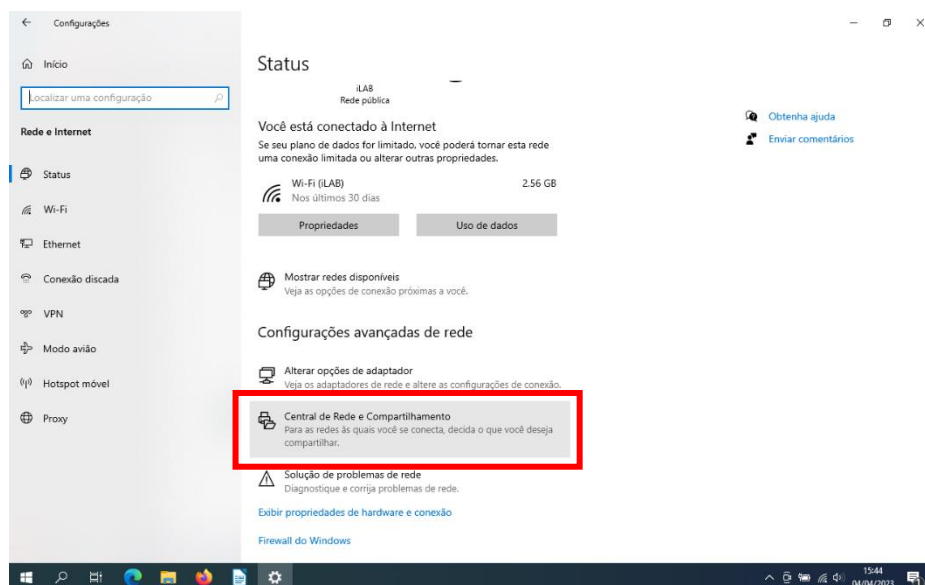 Configurações
Início
Localizar uma configuração
Rede e Internet
Status
Wi-Fi
Ethernet
Conexão discada
VPN
Modo avião
Hotspot móvel
Proxy
Status
iLAB
Rede pública
Você está conectado à Internet
Se seu plano de dados for limitado, você poderá tornar esta rede
uma conexão limitada ou alterar outras propriedades.
Wi-Fi (iLAB) 2.56 GB
Nos últimos 30 dias
Propriedades Uso de dados
Mostrar redes disponíveis
Veja as opções de conexão próximas a você.
Configurações avançadas de rede
Alterar opções de adaptador
Veja os adaptadores de rede e altere as configurações de conexão.
Central de Rede e Compartilhamento
Para as redes às quais você se conecta, decida o que você deseja
compartilhar.
Solução de problemas de rede
Diagnostique e corrija problemas de rede.
Exibir propriedades de hardware e conexão
Firewall do Windows
Obtenha ajuda
Enviar comentários
15:44
04/04/2023